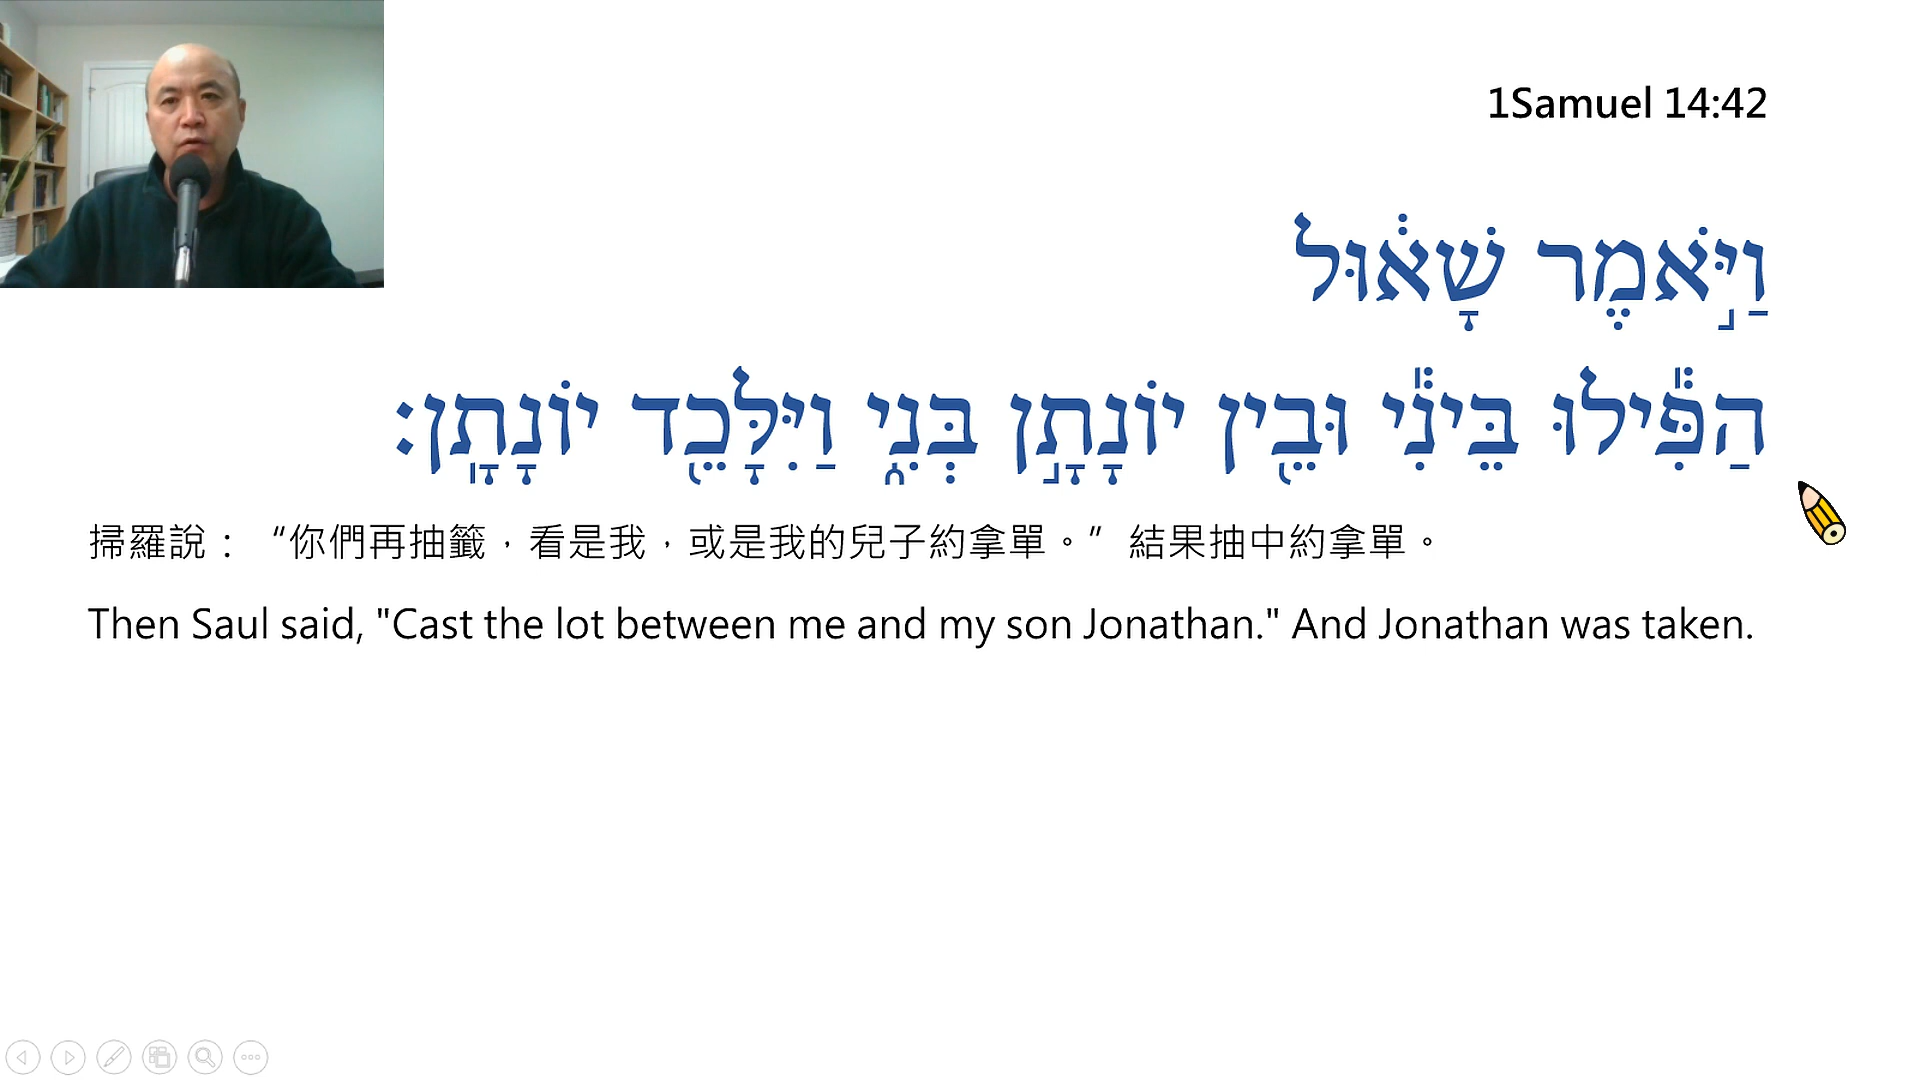 1Samuel 14:42
וַיֹּ֣אמֶר שָׁא֔וּל
הַפִּ֕ילוּ בֵּינִ֕י וּבֵ֖ין יוֹנָתָ֣ן בְּנִ֑י וַיִּלָּכֵ֖ד יוֹנָתָֽן׃
掃羅說：“你們再抽籤，看是我，或是我的兒子約拿單。”結果抽中約拿單。
Then Saul said, "Cast the lot between me and my son Jonathan." And Jonathan was taken.